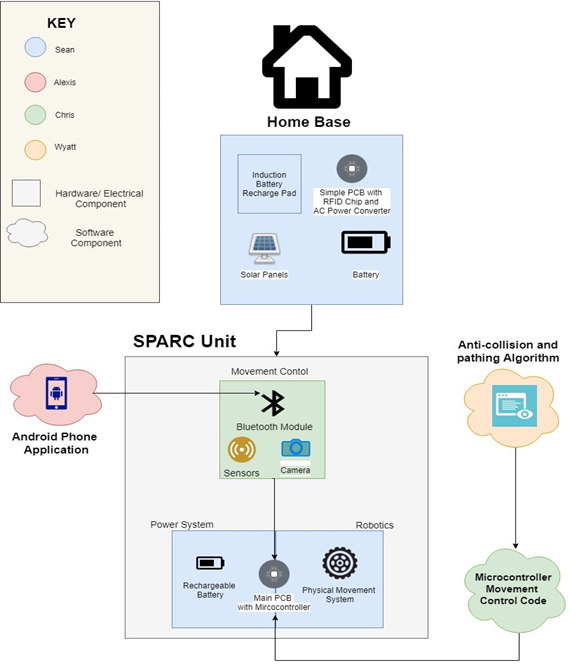 KEY
Sean
Alexis
Chris
Wyatt
Hardware/ Electrical
Component
Software
Component
Home Base
Induction
Battery
Recharge Pad
Simple PCB with
RFID Chip and
AC Power Converter
Solar Panels
Battery
SPARC Unit
Movement Contol
Bluetooth Module
Sensors
Camera
Android Phone
Application
Anti-collision and
pathing Algorithm
Power System
Robotics
Rechargeable
Battery
Main PCB
with Mircocontroller
Physical Movement
System
Microcontroller
Movement
Control Code